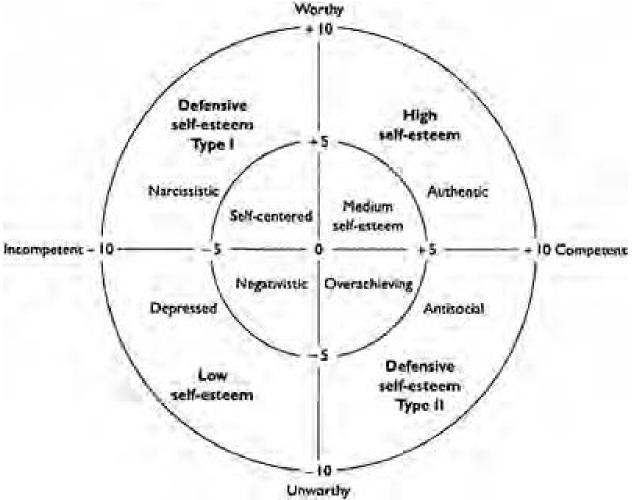 Worthy
+10
Defensive
self-esteem
Type I
High
self-esteem
+5
Narcissistic
Authentic
Self-centered
Medium
self-esteem
Incompetent -10
-5
0
+5
+10 Competent
Negativistic
Overachieving
Depressed
Antisocial
-5
Low
self-esteem
Defensive
self-esteem
Type II
-10
Unworthy